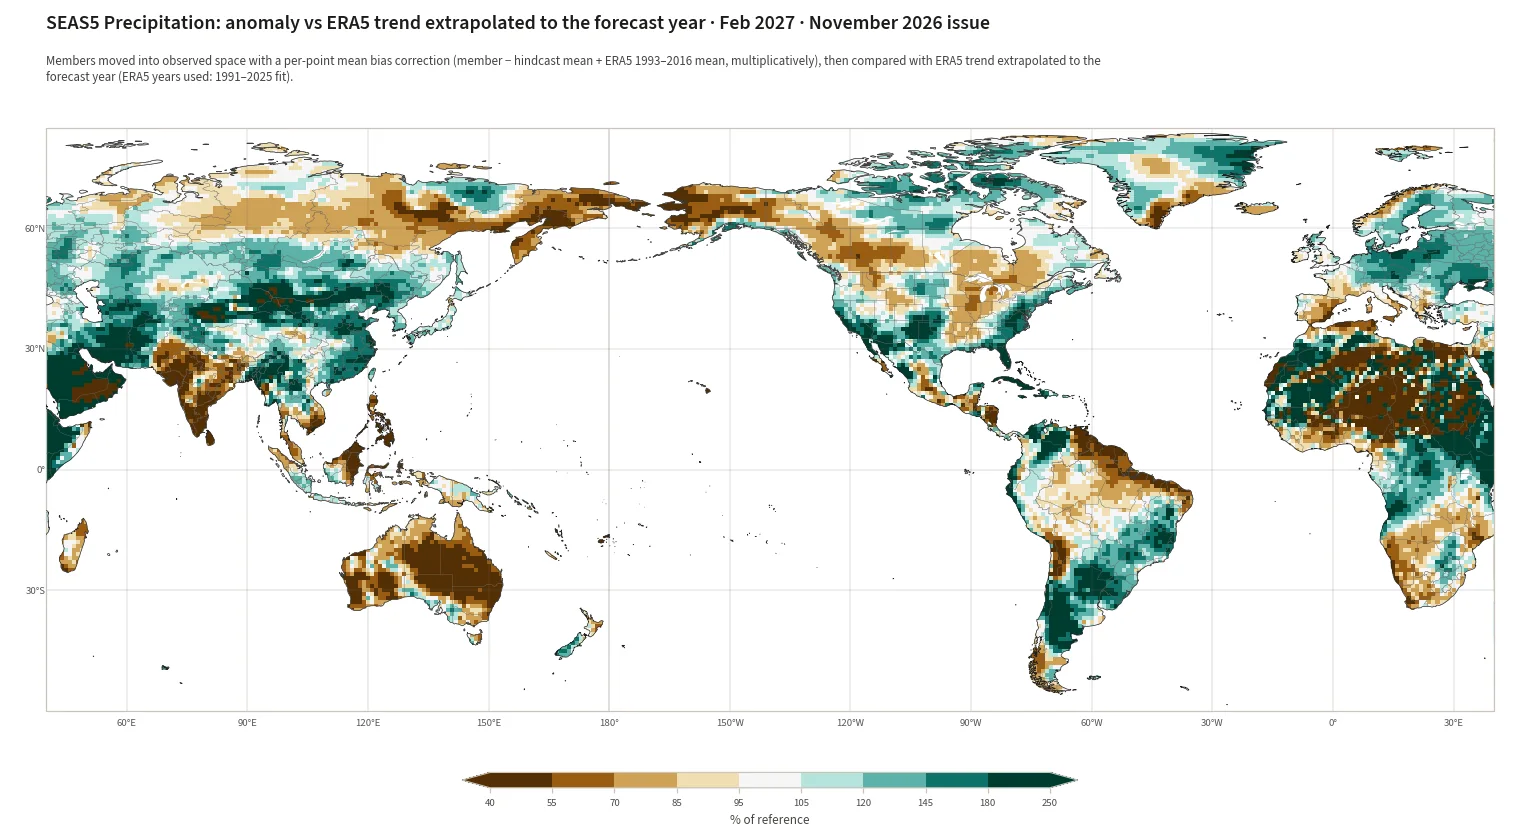 SEAS5 Precipitation: anomaly vs ERA5 trend extrapolated to the forecast year · Feb 2027 · November 2026 issue
Members moved into observed space with a per-point mean bias correction (member − hindcast mean + ERA5 1993–2016 mean, multiplicatively), then compared with ERA5 trend extrapolated to the
forecast year (ERA5 years used: 1991–2025 fit).
60°N
30°N
0°
30°S
60°E 90°E 120°E 150°E 180° 150°W 120°W 90°W 60°W 30°W 0° 30°E
40 55 70 85 95 105 120 145 180 250
% of reference